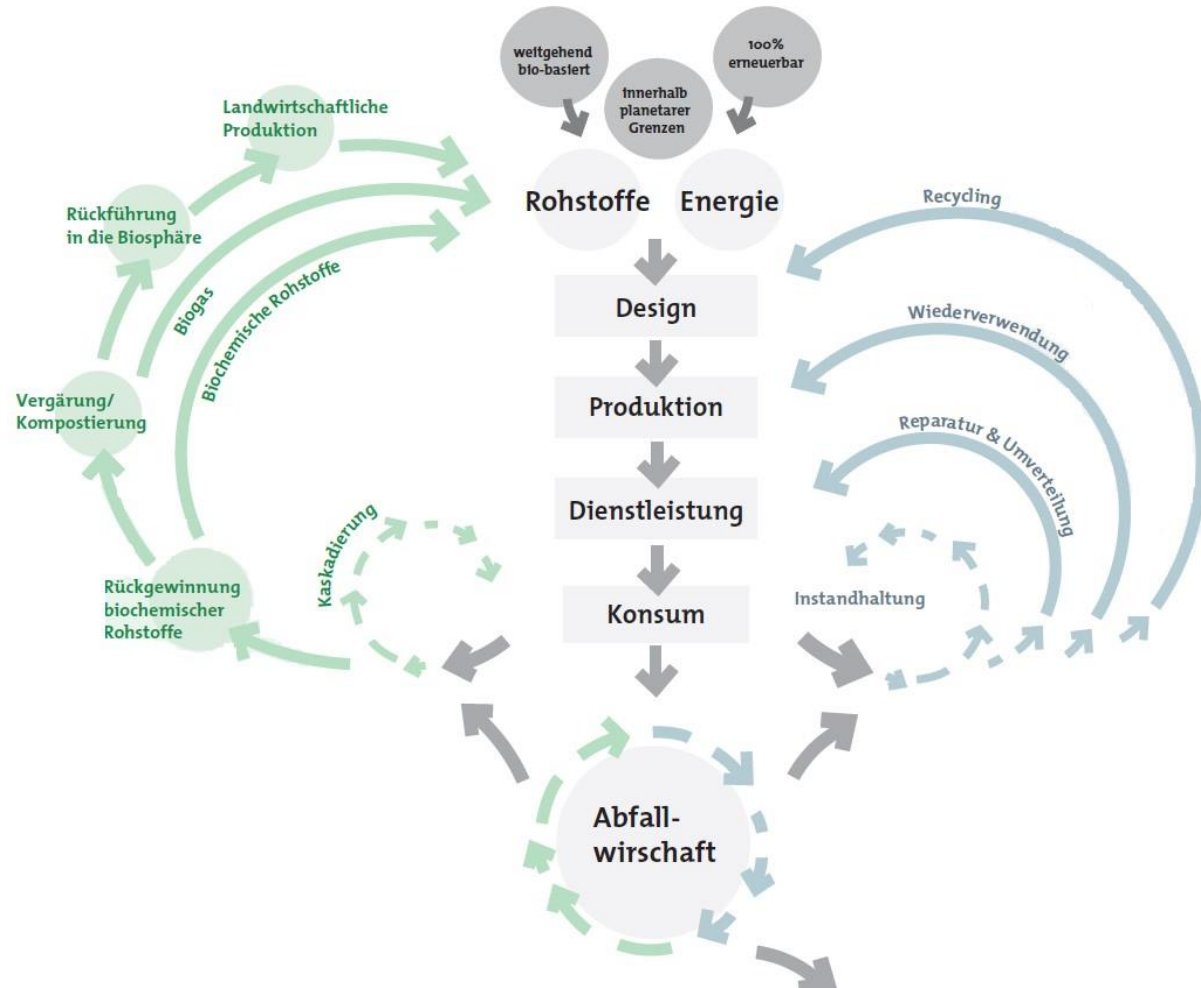 weitgehend
bio-basiert
100%
erneuerbar
innerhalb
planetarer
Grenzen
Rohstoffe
Energie
Design
Produktion
Dienstleistung
Konsum
Abfall-
wirschaft
Landwirtschaftliche
Produktion
Rückführung
in die Biosphäre
Biogas
Biochemische Rohstoffe
Vergärung/
Kompostierung
Kaskadierung
Rückgewinnung
biochemischer
Rohstoffe
Recycling
Wiederverwendung
Reparatur & Umverteilung
Instandhaltung